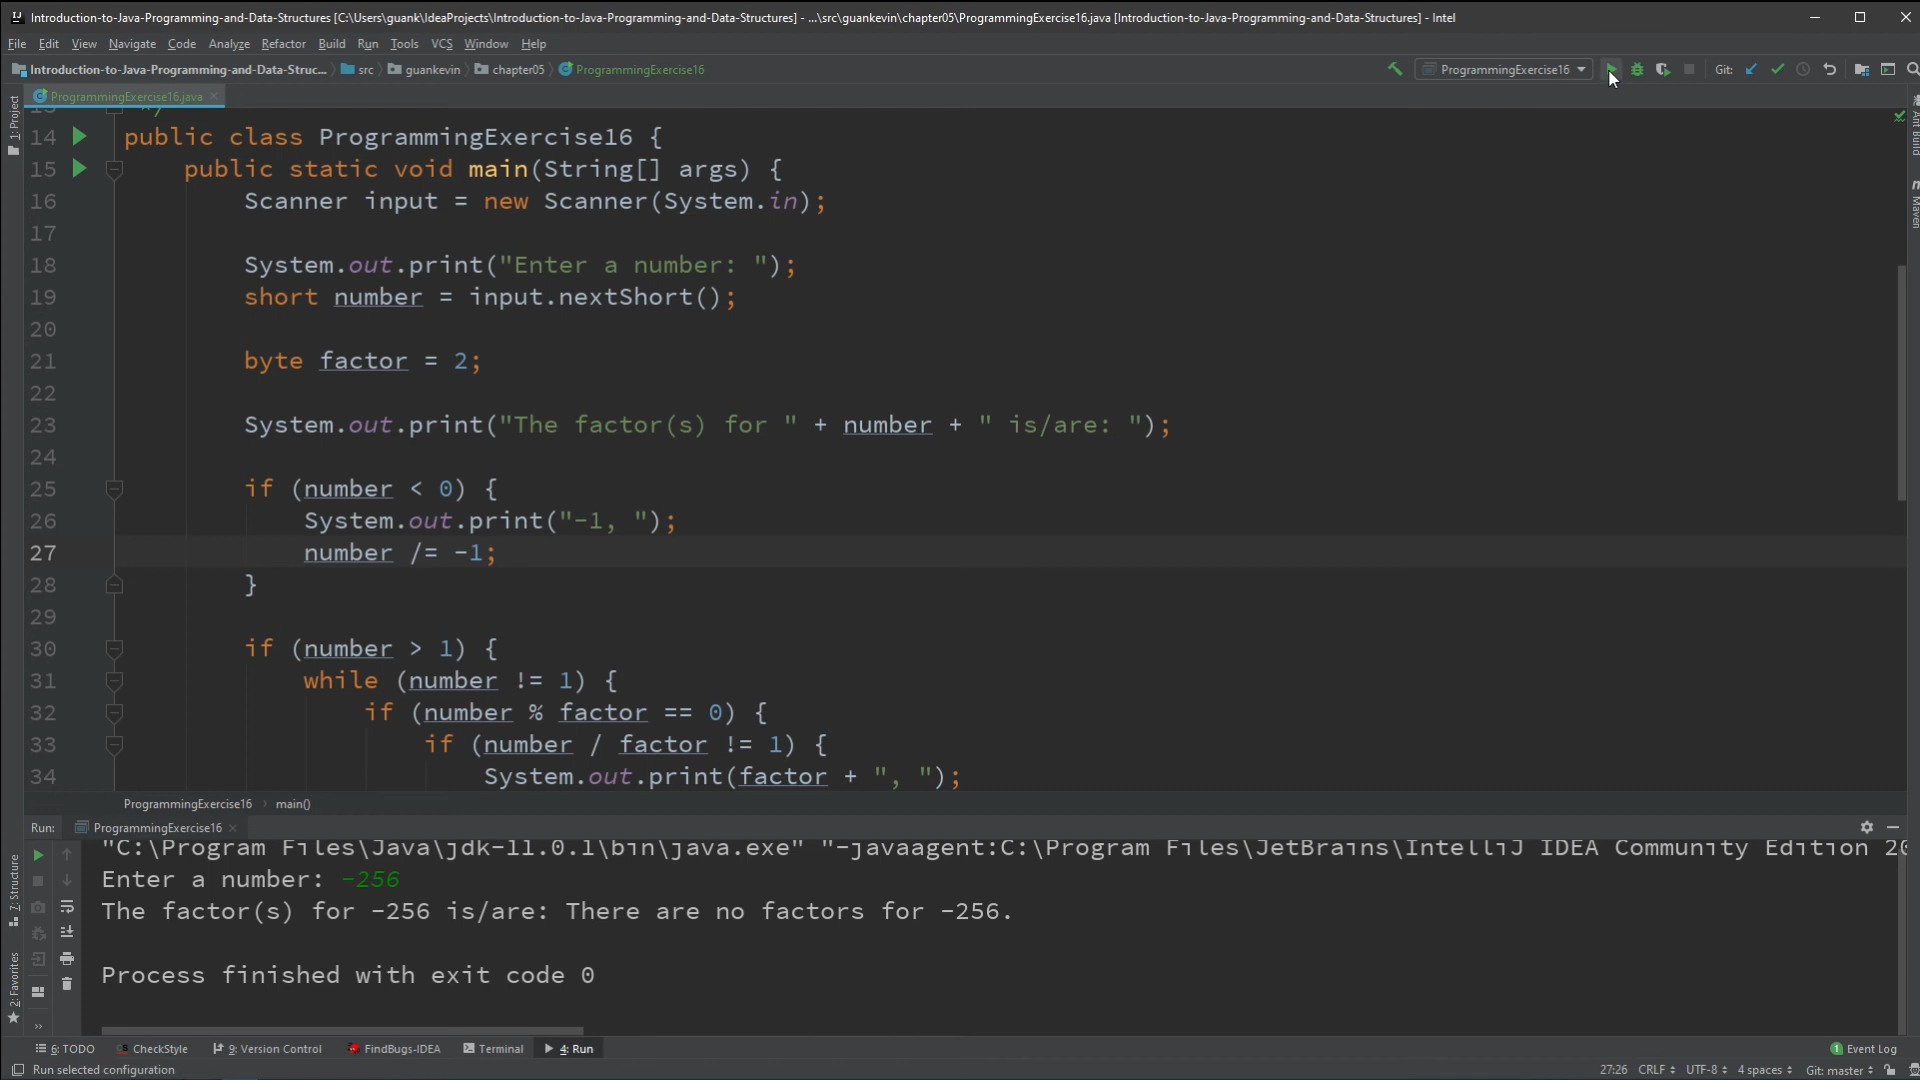 Introduction-to-Java-Programming-and-Data-Structures [C:\Users\guank\IdeaProjects\Introduction-to-Java-Programming-and-Data-Structures] - ...\src\guankevin\chapter05\ProgrammingExercise16.java [Introduction-to-Java-Programming-and-Data-Structures] - Intel
File Edit View Navigate Code Analyze Refactor Build Run Tools VCS Window Help
Introduction-to-Java-Programming-and-Data-Struc... src guankevin chapter05 ProgrammingExercise16 ProgrammingExercise16 Git:
1: Project
ProgrammingExercise16.java
Ant Build
Maven
13 */
14 public class ProgrammingExercise16 {
15 public static void main(String[] args) {
16 Scanner input = new Scanner(System.in);
17
18 System.out.print("Enter a number: ");
19 short number = input.nextShort();
20
21 byte factor = 2;
22
23 System.out.print("The factor(s) for " + number + " is/are: ");
24
25 if (number < 0) {
26 System.out.print("-1, ");
27 number /= -1;
28 }
29
30 if (number > 1) {
31 while (number != 1) {
32 if (number % factor == 0) {
33 if (number / factor != 1) {
34 System.out.print(factor + ", ");
ProgrammingExercise16 › main()
Run: ProgrammingExercise16
7: Structure
2: Favorites
"C:\Program Files\Java\jdk-11.0.1\bin\java.exe" "-javaagent:C:\Program Files\JetBrains\IntelliJ IDEA Community Edition 20
Enter a number: -256
The factor(s) for -256 is/are: There are no factors for -256.
Process finished with exit code 0
6: TODO CheckStyle 9: Version Control FindBugs-IDEA Terminal 4: Run 1 Event Log
Run selected configuration 27:26 CRLF UTF-8 4 spaces Git: master